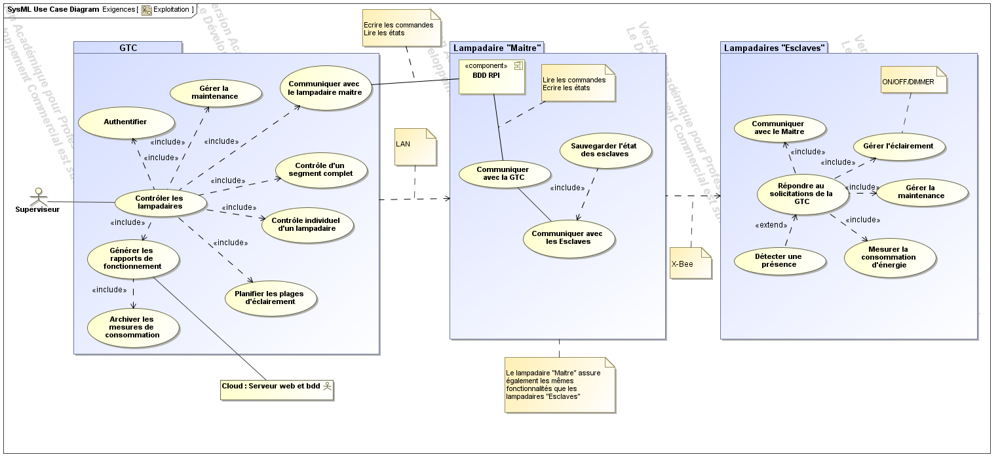 SysML Use Case Diagram Exigences [ Exploitation ]
Ecrire les commandes
Lire les états
GTC
Lampadaire "Maitre"
Lampadaires "Esclaves"
«component»
BDD RPI
Lire les commandes
Ecrire les états
ON/OFF/DIMMER
Communiquer avec
le lampadaire maitre
Gérer la
maintenance
Authentifier
«include»
«include»
«include»
LAN
Contrôle d'un
segment complet
«include»
Superviseur
Contrôler les
lampadaires
«include»
Contrôle individuel
d'un lampadaire
«include»
Générer les
rapports de
fonctionnement
«include»
«include»
Planifier les plages
d'éclairement
Archiver les
mesures de
consommation
Cloud : Serveur web et bdd
Sauvegarder l'état
des esclaves
Communiquer
avec la GTC
«include»
Communiquer avec
les Esclaves
X-Bee
Le lampadaire "Maitre" assure
également les mêmes
fonctionnalités que les
lampadaires "Esclaves"
Communiquer
avec le Maitre
Gérer l'éclairement
«include»
«include»
Répondre au
solicitations de la
GTC
«include»
Gérer la
maintenance
«include»
«extend»
Détecter une
présence
Mesurer la
consommation
d'énergie